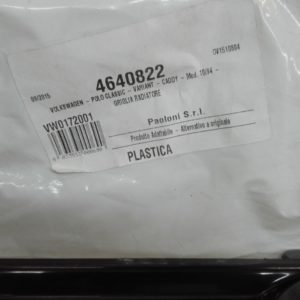 09/2015
4640822
OV1510804
VOLKSWAGEN - POLO CLASSIC - VARIANT - CADDY - Mod. 10/94 -
GRIGLIA RADIATORE
VW0172001
Paoloni S.r.l.
Prodotto Adattabile - Alternativo a originale
PLASTICA